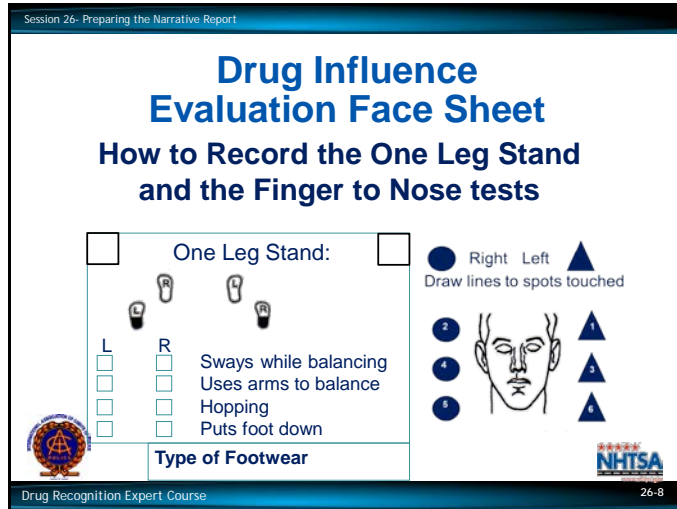 Session 26- Preparing the Narrative Report
Drug Influence
Evaluation Face Sheet
How to Record the One Leg Stand
and the Finger to Nose tests
One Leg Stand:
R L
L R
L R
Sways while balancing
Uses arms to balance
Hopping
Puts foot down
Type of Footwear
Right Left
Draw lines to spots touched
2 1
4 3
5 6
NHTSA
Drug Recognition Expert Course
26-8